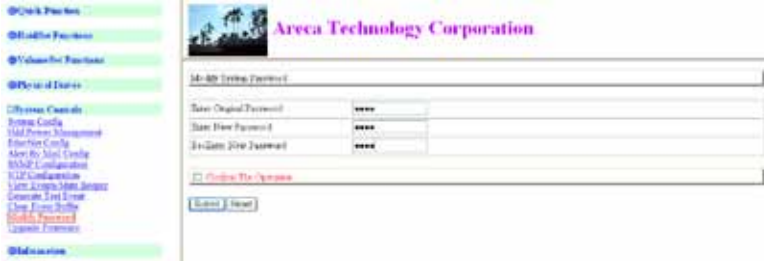 Quick Function
RaidSet Functions
VolumeSet Functions
Physical Drives
System Controls
System Config
Hdd Power Management
EtherNet Config
Alert By Mail Config
SNMP Configuration
NTP Configuration
View Events/Mute Beeper
Generate Test Event
Clear Event Buffer
Modify Password
Upgrade Firmware
Information
Areca Technology Corporation
Modify System Password
Enter Original Password
Enter New Password
Re-Enter New Password
Confirm The Operation
Submit Reset